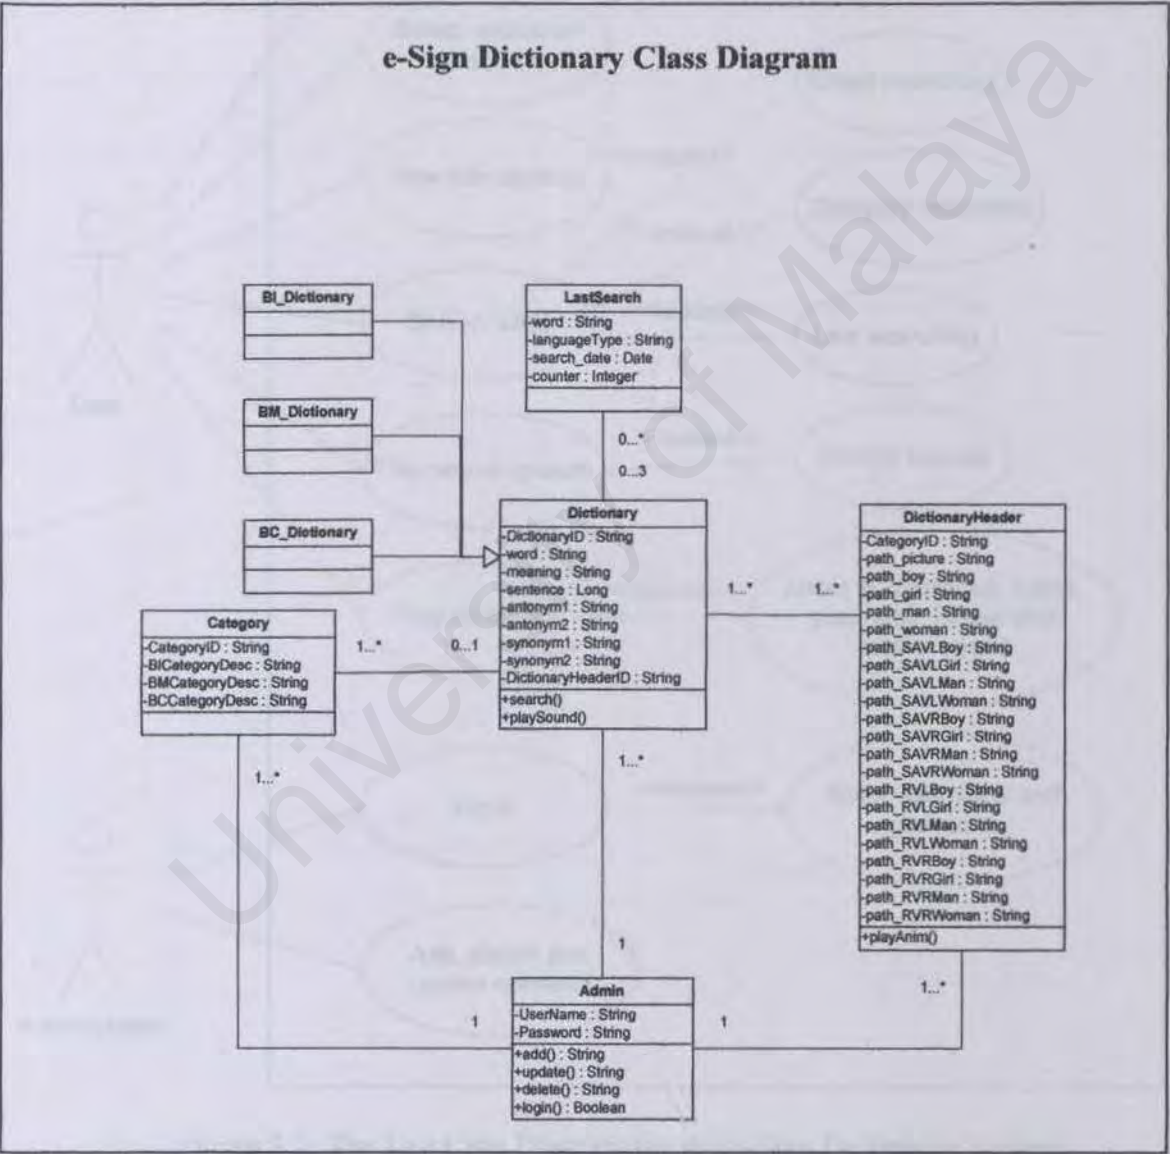 e-Sign Dictionary Class Diagram
BI_Dictionary
LastSearch
-word : String
-languageType : String
-search_date : Date
-counter : Integer
BM_Dictionary
0...*
0...3
BC_Dictionary
Dictionary
-DictionaryID : String
-word : String
-meaning : String
-sentence : Long
-antonym1 : String
-antonym2 : String
-synonym1 : String
-synonym2 : String
-DictionaryHeaderID : String
+search()
+playSound()
1...*
1...*
DictionaryHeader
-CategoryID : String
-path_picture : String
-path_boy : String
-path_girl : String
-path_man : String
-path_woman : String
-path_SAVLBoy : String
-path_SAVLGirl : String
-path_SAVLMan : String
-path_SAVLWoman : String
-path_SAVRBoy : String
-path_SAVRGirl : String
-path_SAVRMan : String
-path_SAVRWoman : String
-path_RVLBoy : String
-path_RVLGirl : String
-path_RVLMan : String
-path_RVLWoman : String
-path_RVRBoy : String
-path_RVRGirl : String
-path_RVRMan : String
-path_RVRWoman : String
+playAnim()
Category
-CategoryID : String
-BICategoryDesc : String
-BMCategoryDesc : String
-BCCategoryDesc : String
1...*
0...1
1...*
1...*
1
1...*
Admin
-UserName : String
-Password : String
+add() : String
+update() : String
+delete() : String
+login() : Boolean
1
1
University of Malaya